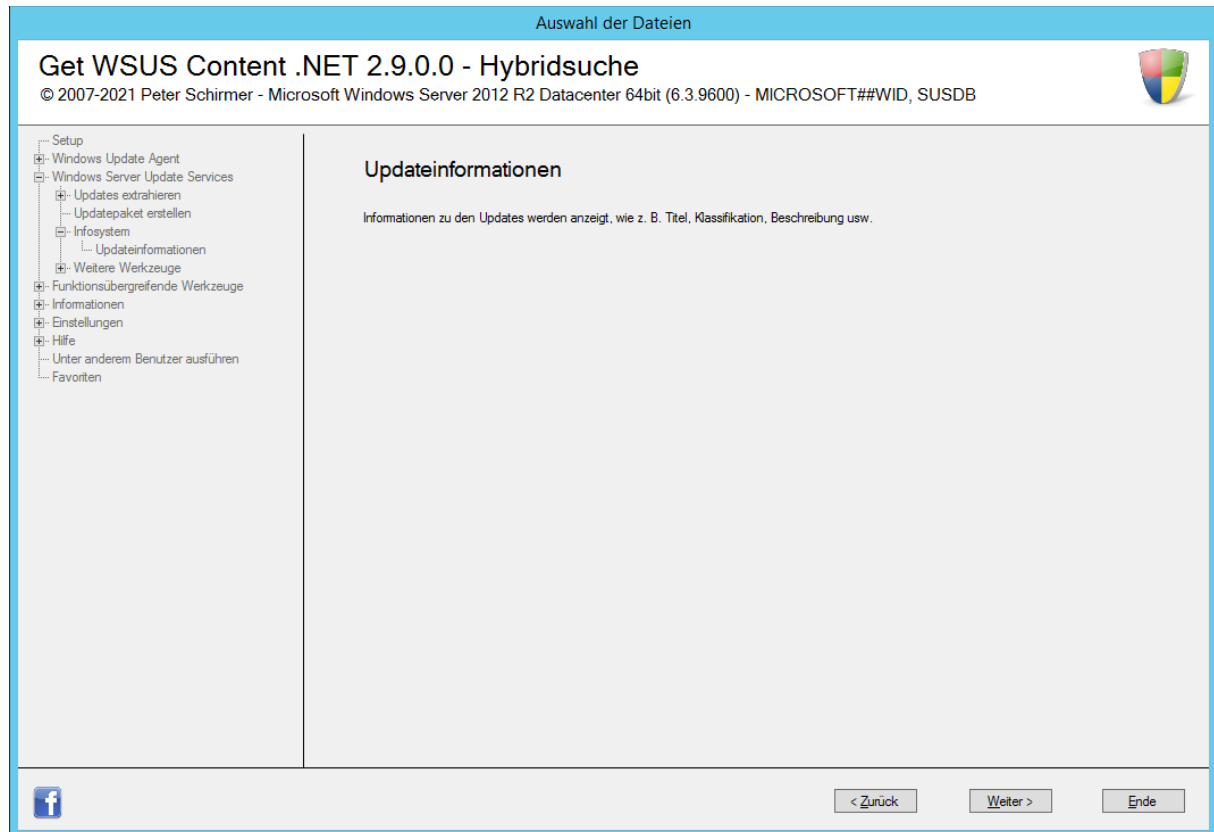 Auswahl der Dateien
Get WSUS Content .NET 2.9.0.0 - Hybridsuche
© 2007-2021 Peter Schirmer - Microsoft Windows Server 2012 R2 Datacenter 64bit (6.3.9600) - MICROSOFT##WID, SUSDB
Setup
Windows Update Agent
Windows Server Update Services
Updates extrahieren
Updatepaket erstellen
Infosystem
Updateinformationen
Weitere Werkzeuge
Funktionsübergreifende Werkzeuge
Informationen
Einstellungen
Hilfe
Unter anderem Benutzer ausführen
Favoriten
Updateinformationen
Informationen zu den Updates werden anzeigt, wie z. B. Titel, Klassifikation, Beschreibung usw.
f
< Zurück
Weiter >
Ende